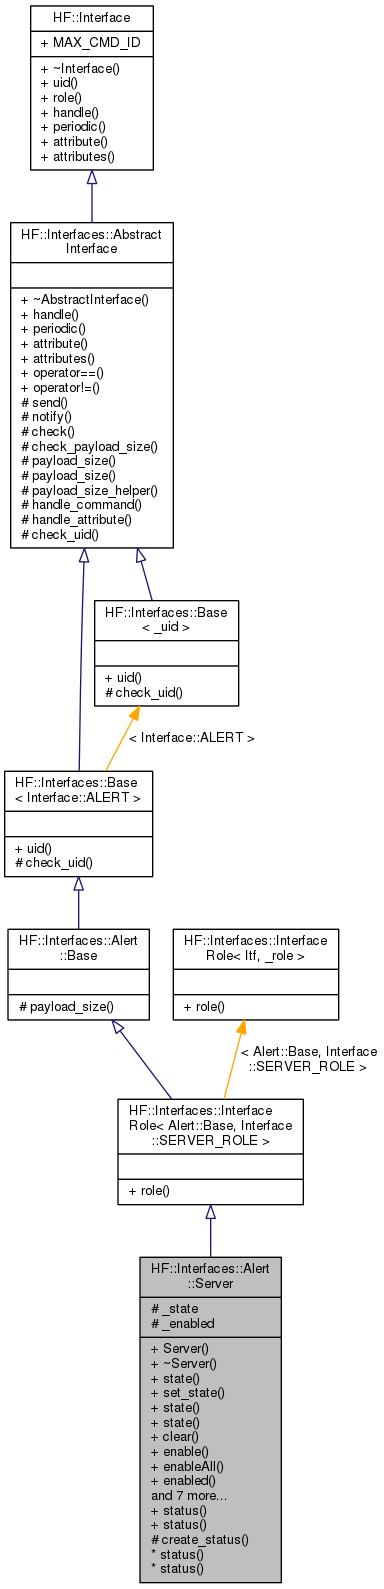 HF::Interface
+ MAX_CMD_ID
+ ~Interface()
+ uid()
+ role()
+ handle()
+ periodic()
+ attribute()
+ attributes()
HF::Interfaces::Abstract
Interface
+ ~AbstractInterface()
+ handle()
+ periodic()
+ attribute()
+ attributes()
+ operator==()
+ operator!=()
# send()
# notify()
# check()
# check_payload_size()
# payload_size()
# payload_size()
# payload_size_helper()
# handle_command()
# handle_attribute()
# check_uid()
HF::Interfaces::Base
< _uid >
+ uid()
# check_uid()
< Interface::ALERT >
HF::Interfaces::Base
< Interface::ALERT >
+ uid()
# check_uid()
HF::Interfaces::Alert
::Base
# payload_size()
HF::Interfaces::Interface
Role< Itf, _role >
+ role()
< Alert::Base, Interface
::SERVER_ROLE >
HF::Interfaces::Interface
Role< Alert::Base, Interface
::SERVER_ROLE >
+ role()
HF::Interfaces::Alert
::Server
# _state
# _enabled
+ Server()
+ ~Server()
+ state()
+ set_state()
+ state()
+ state()
+ clear()
+ enable()
+ enableAll()
+ enabled()
and 7 more...
+ status()
+ status()
# create_status()
* status()
* status()